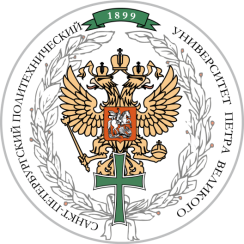 1899
САНКТ-ПЕТЕРБУРГСКИЙ ПОЛИТЕХНИЧЕСКИЙ
УНИВЕРСИТЕТ ПЕТРА ВЕЛИКОГО